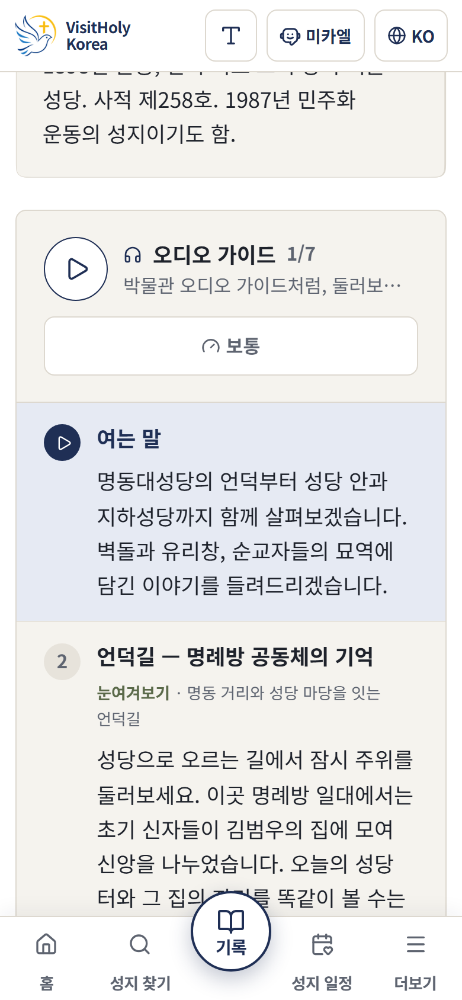 VisitHoly
Korea
미카엘
KO
성당. 사적 제258호. 1987년 민주화
운동의 성지이기도 함.
오디오 가이드 1/7
박물관 오디오 가이드처럼, 둘러보…
보통
여는 말
명동대성당의 언덕부터 성당 안과
지하성당까지 함께 살펴보겠습니다.
벽돌과 유리창, 순교자들의 묘역에
담긴 이야기를 들려드리겠습니다.
2
언덕길 — 명례방 공동체의 기억
눈여겨보기 · 명동 거리와 성당 마당을 잇는
언덕길
성당으로 오르는 길에서 잠시 주위를
둘러보세요. 이곳 명례방 일대에서는
초기 신자들이 김범우의 집에 모여
신앙을 나누었습니다. 오늘의 성당
터와 그 집의 똑같이 볼 수는
기록
홈
성지 찾기
성지 일정
더보기